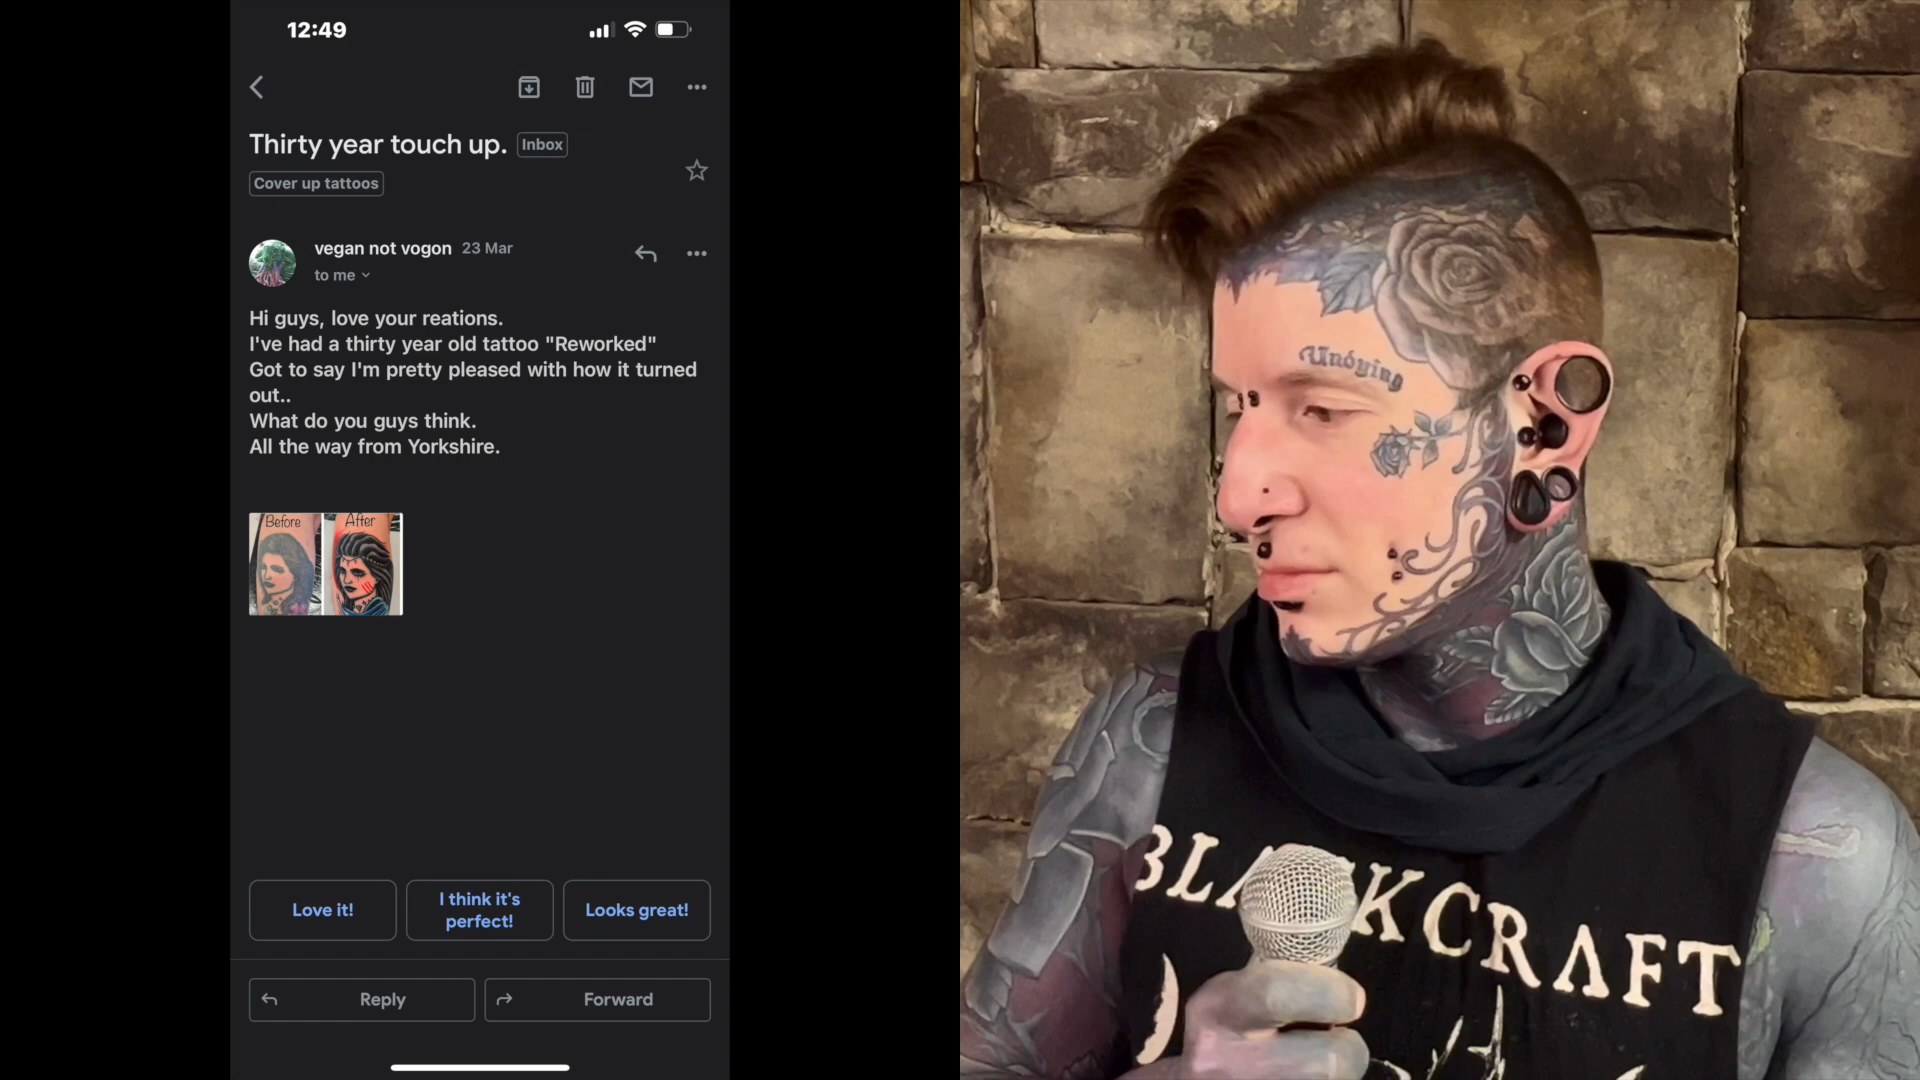 12:49
Thirty year touch up. Inbox
Cover up tattoos
vegan not vogon 23 Mar
to me
Hi guys, love your reations.
I've had a thirty year old tattoo "Reworked"
Got to say I'm pretty pleased with how it turned
out..
What do you guys think.
All the way from Yorkshire.
Before After
Love it!
I think it's
perfect!
Looks great!
Reply
Forward
Undying
BLACKCRAFT